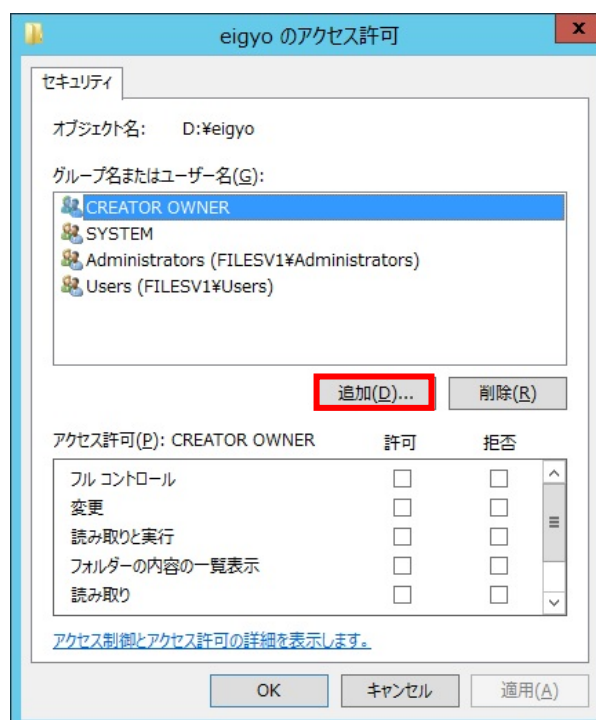 eigyo のアクセス許可
x
セキュリティ
オブジェクト名: D:¥eigyo
グループ名またはユーザー名(G):
CREATOR OWNER
SYSTEM
Administrators (FILESV1¥Administrators)
Users (FILESV1¥Users)
追加(D)... 削除(R)
アクセス許可(P): CREATOR OWNER 許可 拒否
フル コントロール
変更
読み取りと実行
フォルダーの内容の一覧表示
読み取り
アクセス制御とアクセス許可の詳細を表示します。
OK キャンセル 適用(A)